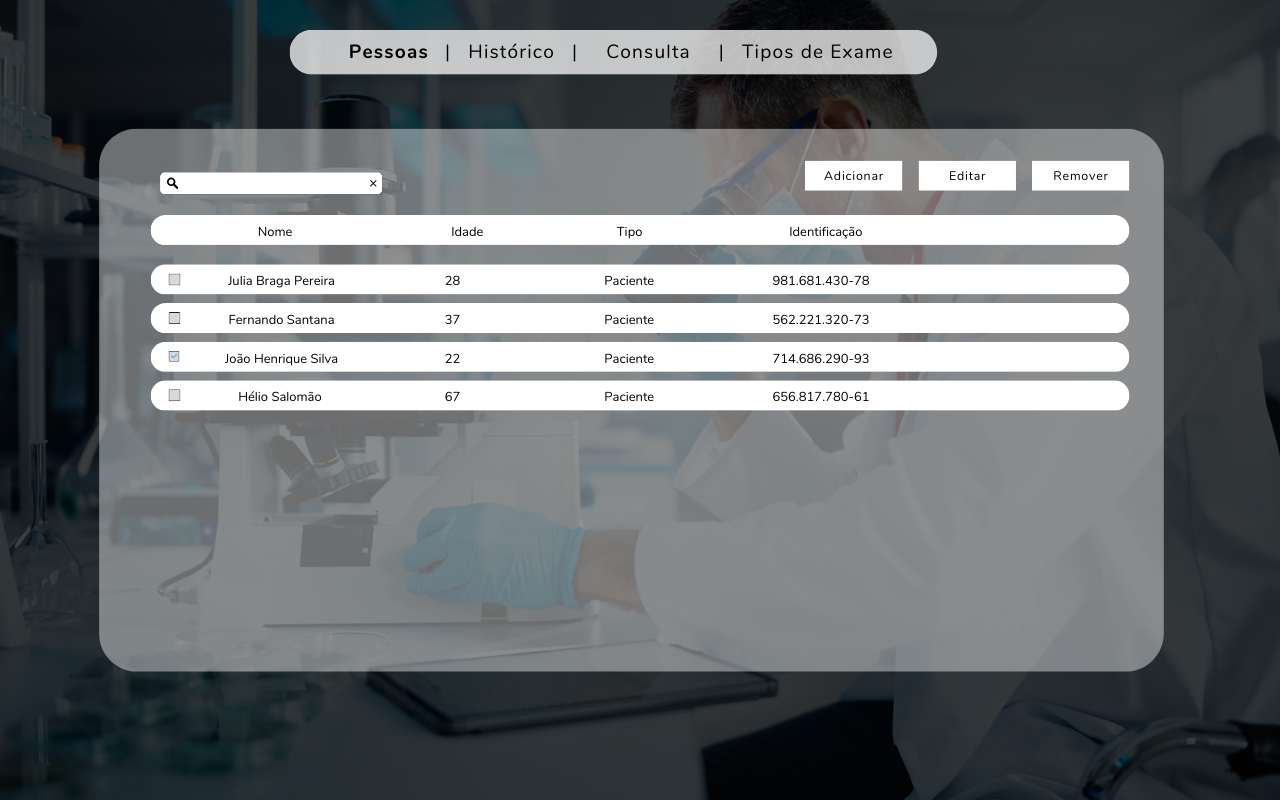 Pessoas | Histórico | Consulta | Tipos de Exame
Adicionar Editar Remover
Nome Idade Tipo Identificação
Julia Braga Pereira 28 Paciente 981.681.430-78
Fernando Santana 37 Paciente 562.221.320-73
João Henrique Silva 22 Paciente 714.686.290-93
Hélio Salomão 67 Paciente 656.817.780-61